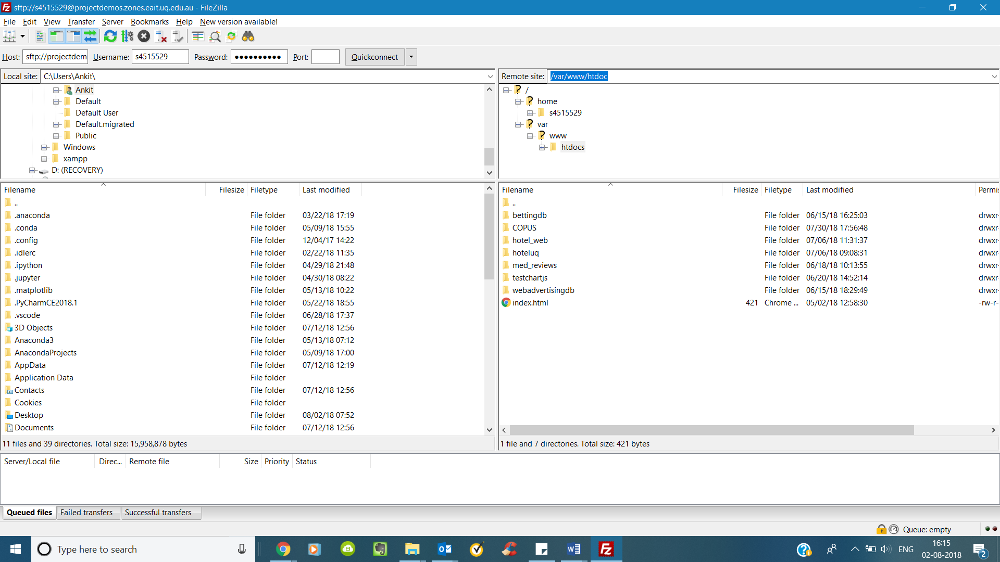 sftp://s4515529@projectdemos.zones.eait.uq.edu.au - FileZilla
File Edit View Transfer Server Bookmarks Help New version available!
Host: sftp://projectdem Username: s4515529 Password: ●●●●●●●●●● Port: Quickconnect
Local site: C:\Users\Ankit\
Ankit
Default
Default User
Default.migrated
Public
Windows
xampp
D: (RECOVERY)
Remote site: /var/www/htdoc
/
home
s4515529
var
www
htdocs
Filename Filesize Filetype Last modified
..
.anaconda File folder 03/22/18 17:19
.conda File folder 05/09/18 15:55
.config File folder 12/04/17 14:22
.idlerc File folder 02/22/18 11:35
.ipython File folder 04/29/18 21:48
.jupyter File folder 04/30/18 08:22
.matplotlib File folder 05/13/18 10:22
.PyCharmCE2018.1 File folder 05/22/18 18:55
.vscode File folder 06/28/18 17:37
3D Objects File folder 07/12/18 12:56
Anaconda3 File folder 05/13/18 07:12
AnacondaProjects File folder 05/09/18 17:00
AppData File folder 07/12/18 12:19
Application Data File folder
Contacts File folder 07/12/18 12:56
Cookies File folder
Desktop File folder 08/02/18 07:52
Documents File folder 07/12/18 12:56
11 files and 39 directories. Total size: 15,958,878 bytes
Filename Filesize Filetype Last modified Permis
..
bettingdb File folder 06/15/18 16:25:03 drwxr-
COPUS File folder 07/30/18 17:56:48 drwxr-
hotel_web File folder 07/06/18 11:31:37 drwxr-
hoteluq File folder 07/06/18 09:08:31 drwxr-
med_reviews File folder 06/18/18 10:13:55 drwxr-
testchartjs File folder 06/20/18 14:52:14 drwxr-
webadvertisingdb File folder 06/15/18 18:29:49 drwxr-
index.html 421 Chrome ... 05/02/18 12:58:30 -rw-r-
1 file and 7 directories. Total size: 421 bytes
Server/Local file Direc... Remote file Size Priority Status
Queued files Failed transfers Successful transfers
Queue: empty
Type here to search
ENG
16:15
02-08-2018
2